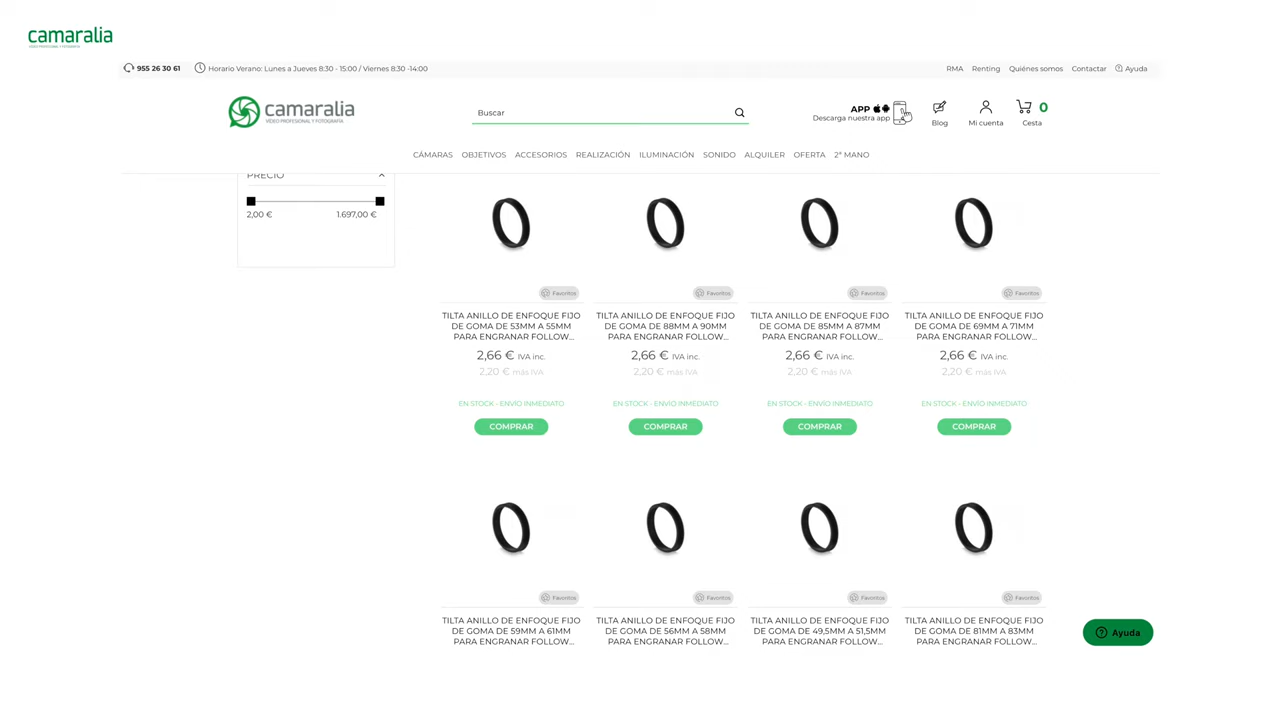 camaralia
VÍDEO PROFESIONAL Y FOTOGRAFÍA
955 26 30 61
Horario Verano: Lunes a Jueves 8:30 - 15:00 / Viernes 8:30 -14:00
RMA Renting Quiénes somos Contactar Ayuda
camaralia
VÍDEO PROFESIONAL Y FOTOGRAFÍA
Buscar
APP
Descarga nuestra app
Blog
Mi cuenta
0
Cesta
CÁMARAS OBJETIVOS ACCESORIOS REALIZACIÓN ILUMINACIÓN SONIDO ALQUILER OFERTA 2ª MANO
PRECIO
2,00 € 1.697,00 €
Favoritos Favoritos Favoritos Favoritos
TILTA ANILLO DE ENFOQUE FIJO
DE GOMA DE 53MM A 55MM
PARA ENGRANAR FOLLOW...
2,66 € IVA inc.
2,20 € más IVA
EN STOCK - ENVÍO INMEDIATO
COMPRAR
TILTA ANILLO DE ENFOQUE FIJO
DE GOMA DE 88MM A 90MM
PARA ENGRANAR FOLLOW...
2,66 € IVA inc.
2,20 € más IVA
EN STOCK - ENVÍO INMEDIATO
COMPRAR
TILTA ANILLO DE ENFOQUE FIJO
DE GOMA DE 85MM A 87MM
PARA ENGRANAR FOLLOW...
2,66 € IVA inc.
2,20 € más IVA
EN STOCK - ENVÍO INMEDIATO
COMPRAR
TILTA ANILLO DE ENFOQUE FIJO
DE GOMA DE 69MM A 71MM
PARA ENGRANAR FOLLOW...
2,66 € IVA inc.
2,20 € más IVA
EN STOCK - ENVÍO INMEDIATO
COMPRAR
Favoritos Favoritos Favoritos Favoritos
TILTA ANILLO DE ENFOQUE FIJO
DE GOMA DE 59MM A 61MM
PARA ENGRANAR FOLLOW...
TILTA ANILLO DE ENFOQUE FIJO
DE GOMA DE 56MM A 58MM
PARA ENGRANAR FOLLOW...
TILTA ANILLO DE ENFOQUE FIJO
DE GOMA DE 49,5MM A 51,5MM
PARA ENGRANAR FOLLOW...
TILTA ANILLO DE ENFOQUE FIJO
DE GOMA DE 81MM A 83MM
PARA ENGRANAR FOLLOW...
Ayuda